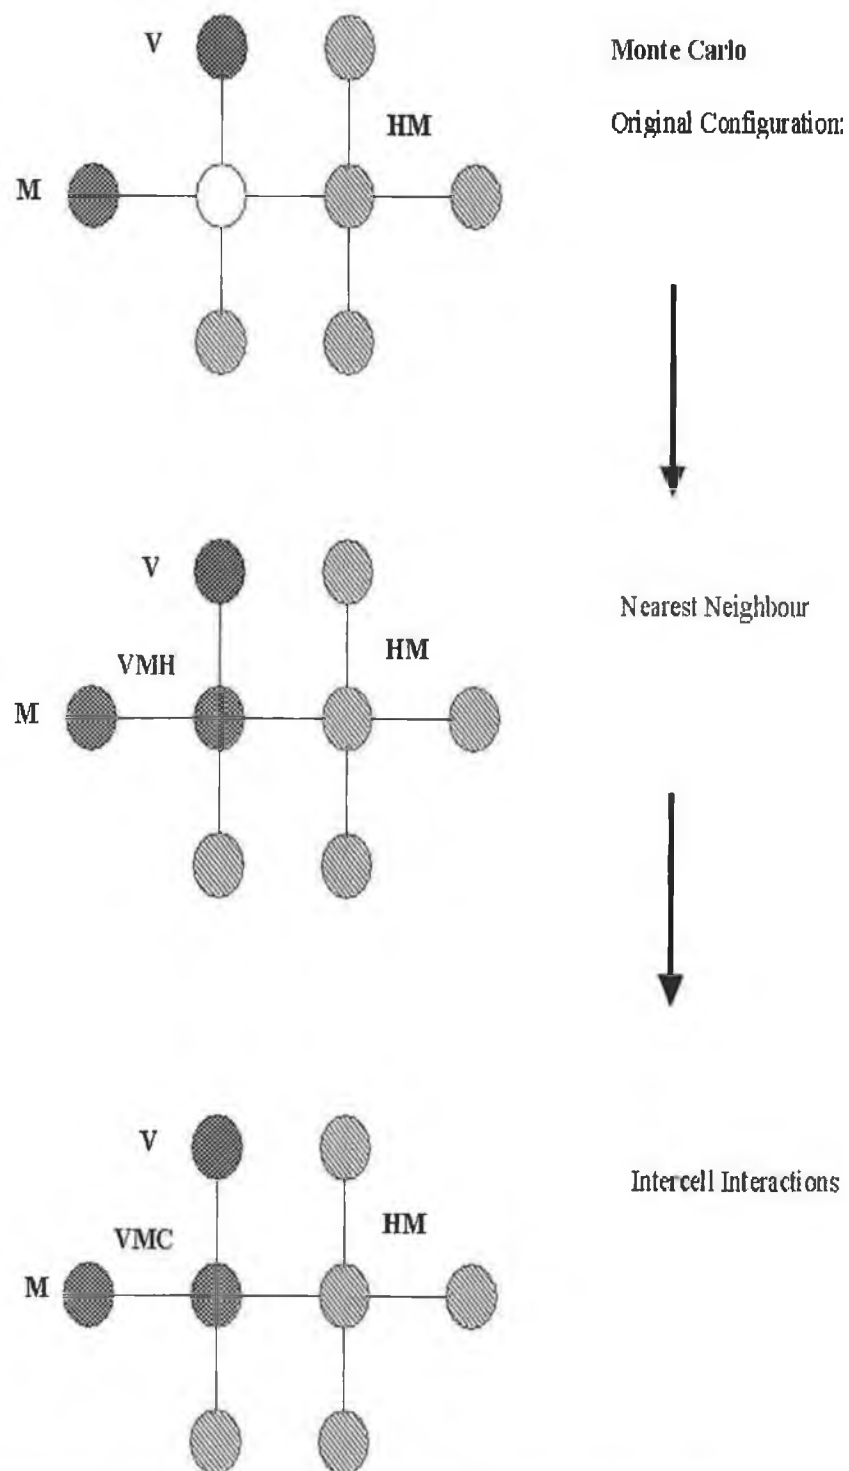 V
Monte Carlo
HM
Original Configuration:
M
V
Nearest Neighbour
VMH
HM
M
V
Intercell Interactions
VMC
HM
M